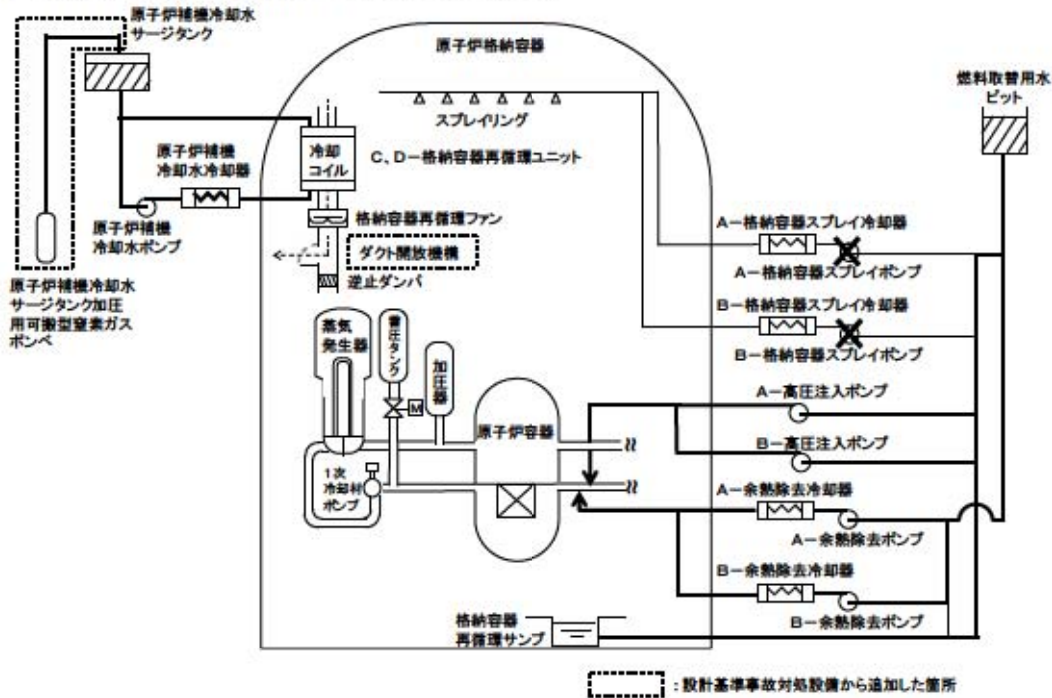 原子炉補機冷却水
サージタンク
原子炉格納容器
燃料取替用水
ピット
スプレイリング
冷却
コイル
C、D－格納容器再循環ユニット
原子炉補機
冷却水冷却器
原子炉補機
冷却水ポンプ
格納容器再循環ファン
ダクト開放機構
逆止ダンパ
原子炉補機冷却水
サージタンク加圧
用可搬型窒素ガス
ボンベ
A－格納容器スプレイ冷却器
A－格納容器スプレイポンプ
B－格納容器スプレイ冷却器
B－格納容器スプレイポンプ
蒸気
発生器
蓄圧タンク
加圧器
M
原子炉容器
1次
冷却材
ポンプ
A－高圧注入ポンプ
B－高圧注入ポンプ
A－余熱除去冷却器
A－余熱除去ポンプ
B－余熱除去冷却器
B－余熱除去ポンプ
格納容器
再循環サンプ
：設計基準事故対処設備から追加した箇所